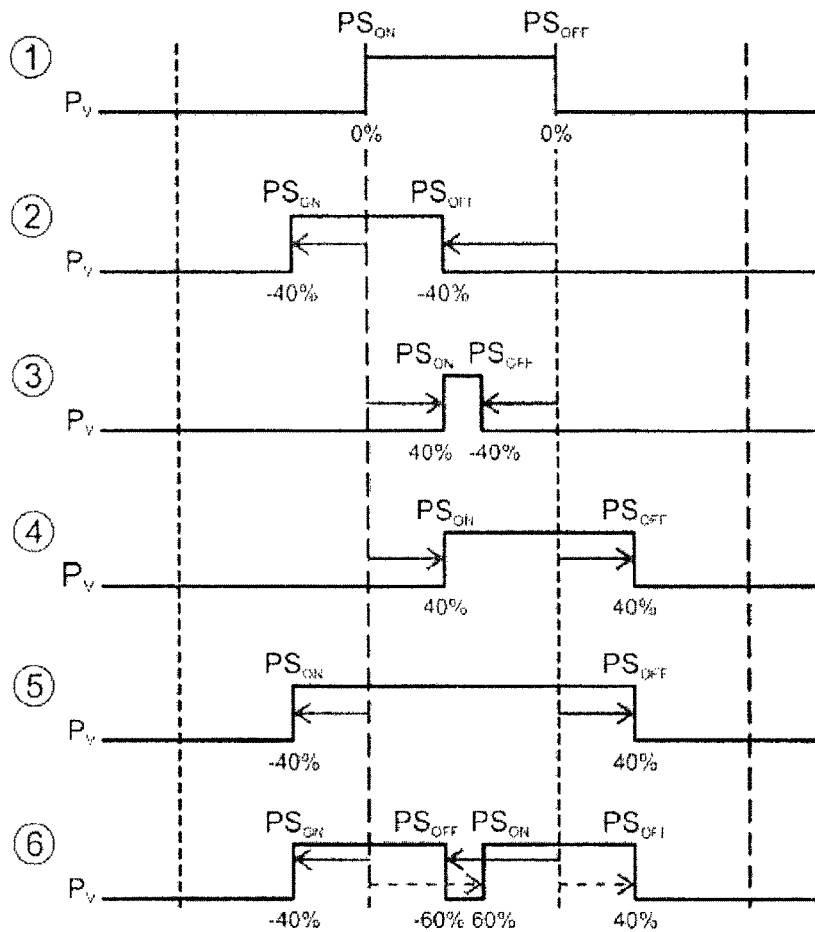 PS_ON PS_OFF
①
P_V
0% 0%
PS_ON PS_OFF
②
P_V
-40% -40%
PS_ON PS_OFF
③
P_V
40% -40%
PS_ON PS_OFF
④
P_V
40% 40%
PS_ON PS_OFF
⑤
P_V
-40% 40%
PS_ON PS_OFF PS_ON PS_OFF
⑥
P_V
-40% -60% 60% 40%